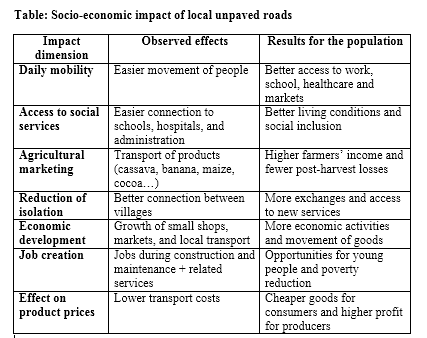 Table: Socio-economic impact of local unpaved roads
Impact dimension | Observed effects | Results for the population
Daily mobility | Easier movement of people | Better access to work, school, healthcare and markets
Access to social services | Easier connection to schools, hospitals, and administration | Better living conditions and social inclusion
Agricultural marketing | Transport of products (cassava, banana, maize, cocoa…) | Higher farmers’ income and fewer post-harvest losses
Reduction of isolation | Better connection between villages | More exchanges and access to new services
Economic development | Growth of small shops, markets, and local transport | More economic activities and movement of goods
Job creation | Jobs during construction and maintenance + related services | Opportunities for young people and poverty reduction
Effect on product prices | Lower transport costs | Cheaper goods for consumers and higher profit for producers